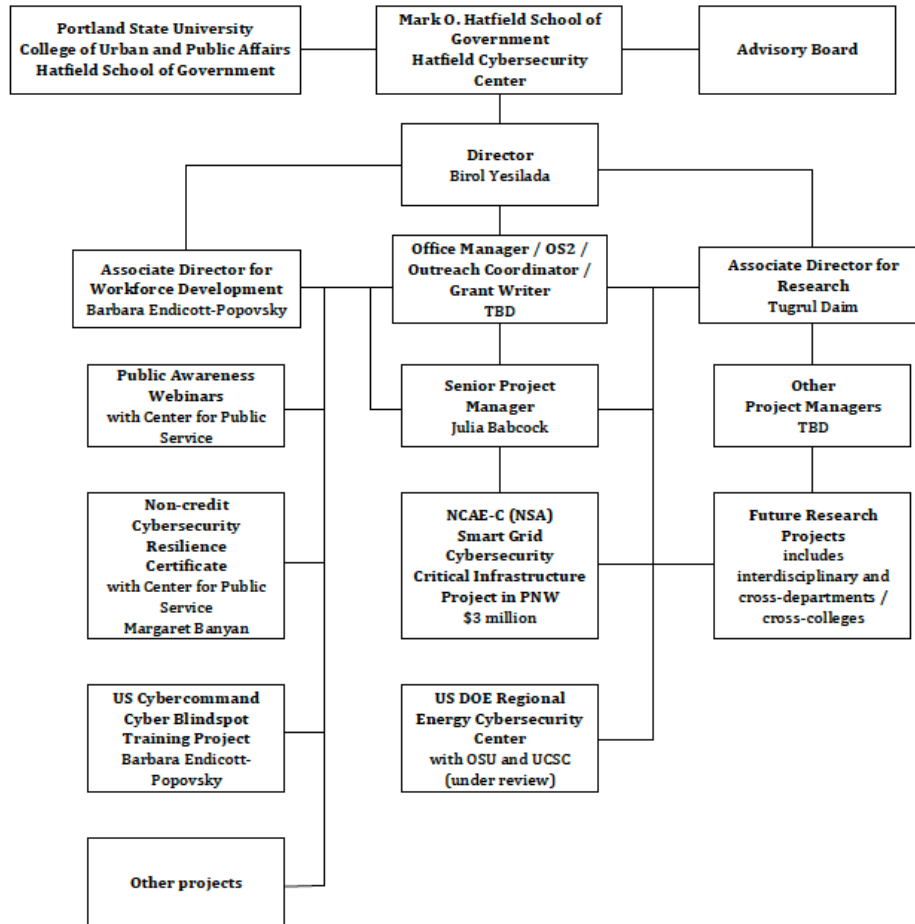 Portland State University
College of Urban and Public Affairs
Hatfield School of Government
Mark O. Hatfield School of
Government
Hatfield Cybersecurity
Center
Advisory Board
Director
Birol Yesilada
Associate Director for
Workforce Development
Barbara Endicott-Popovsky
Office Manager / OS2 /
Outreach Coordinator /
Grant Writer
TBD
Associate Director for
Research
Tugrul Daim
Public Awareness
Webinars
with Center for Public
Service
Senior Project
Manager
Julia Babcock
Other
Project Managers
TBD
Non-credit
Cybersecurity
Resilience
Certificate
with Center for Public
Service
Margaret Banyan
NCAE-C (NSA)
Smart Grid
Cybersecurity
Critical Infrastructure
Project in PNW
$3 million
Future Research
Projects
includes
interdisciplinary and
cross-departments /
cross-colleges
US Cybercommand
Cyber Blindspot
Training Project
Barbara Endicott-
Popovsky
US DOE Regional
Energy Cybersecurity
Center
with OSU and UCSC
(under review)
Other projects